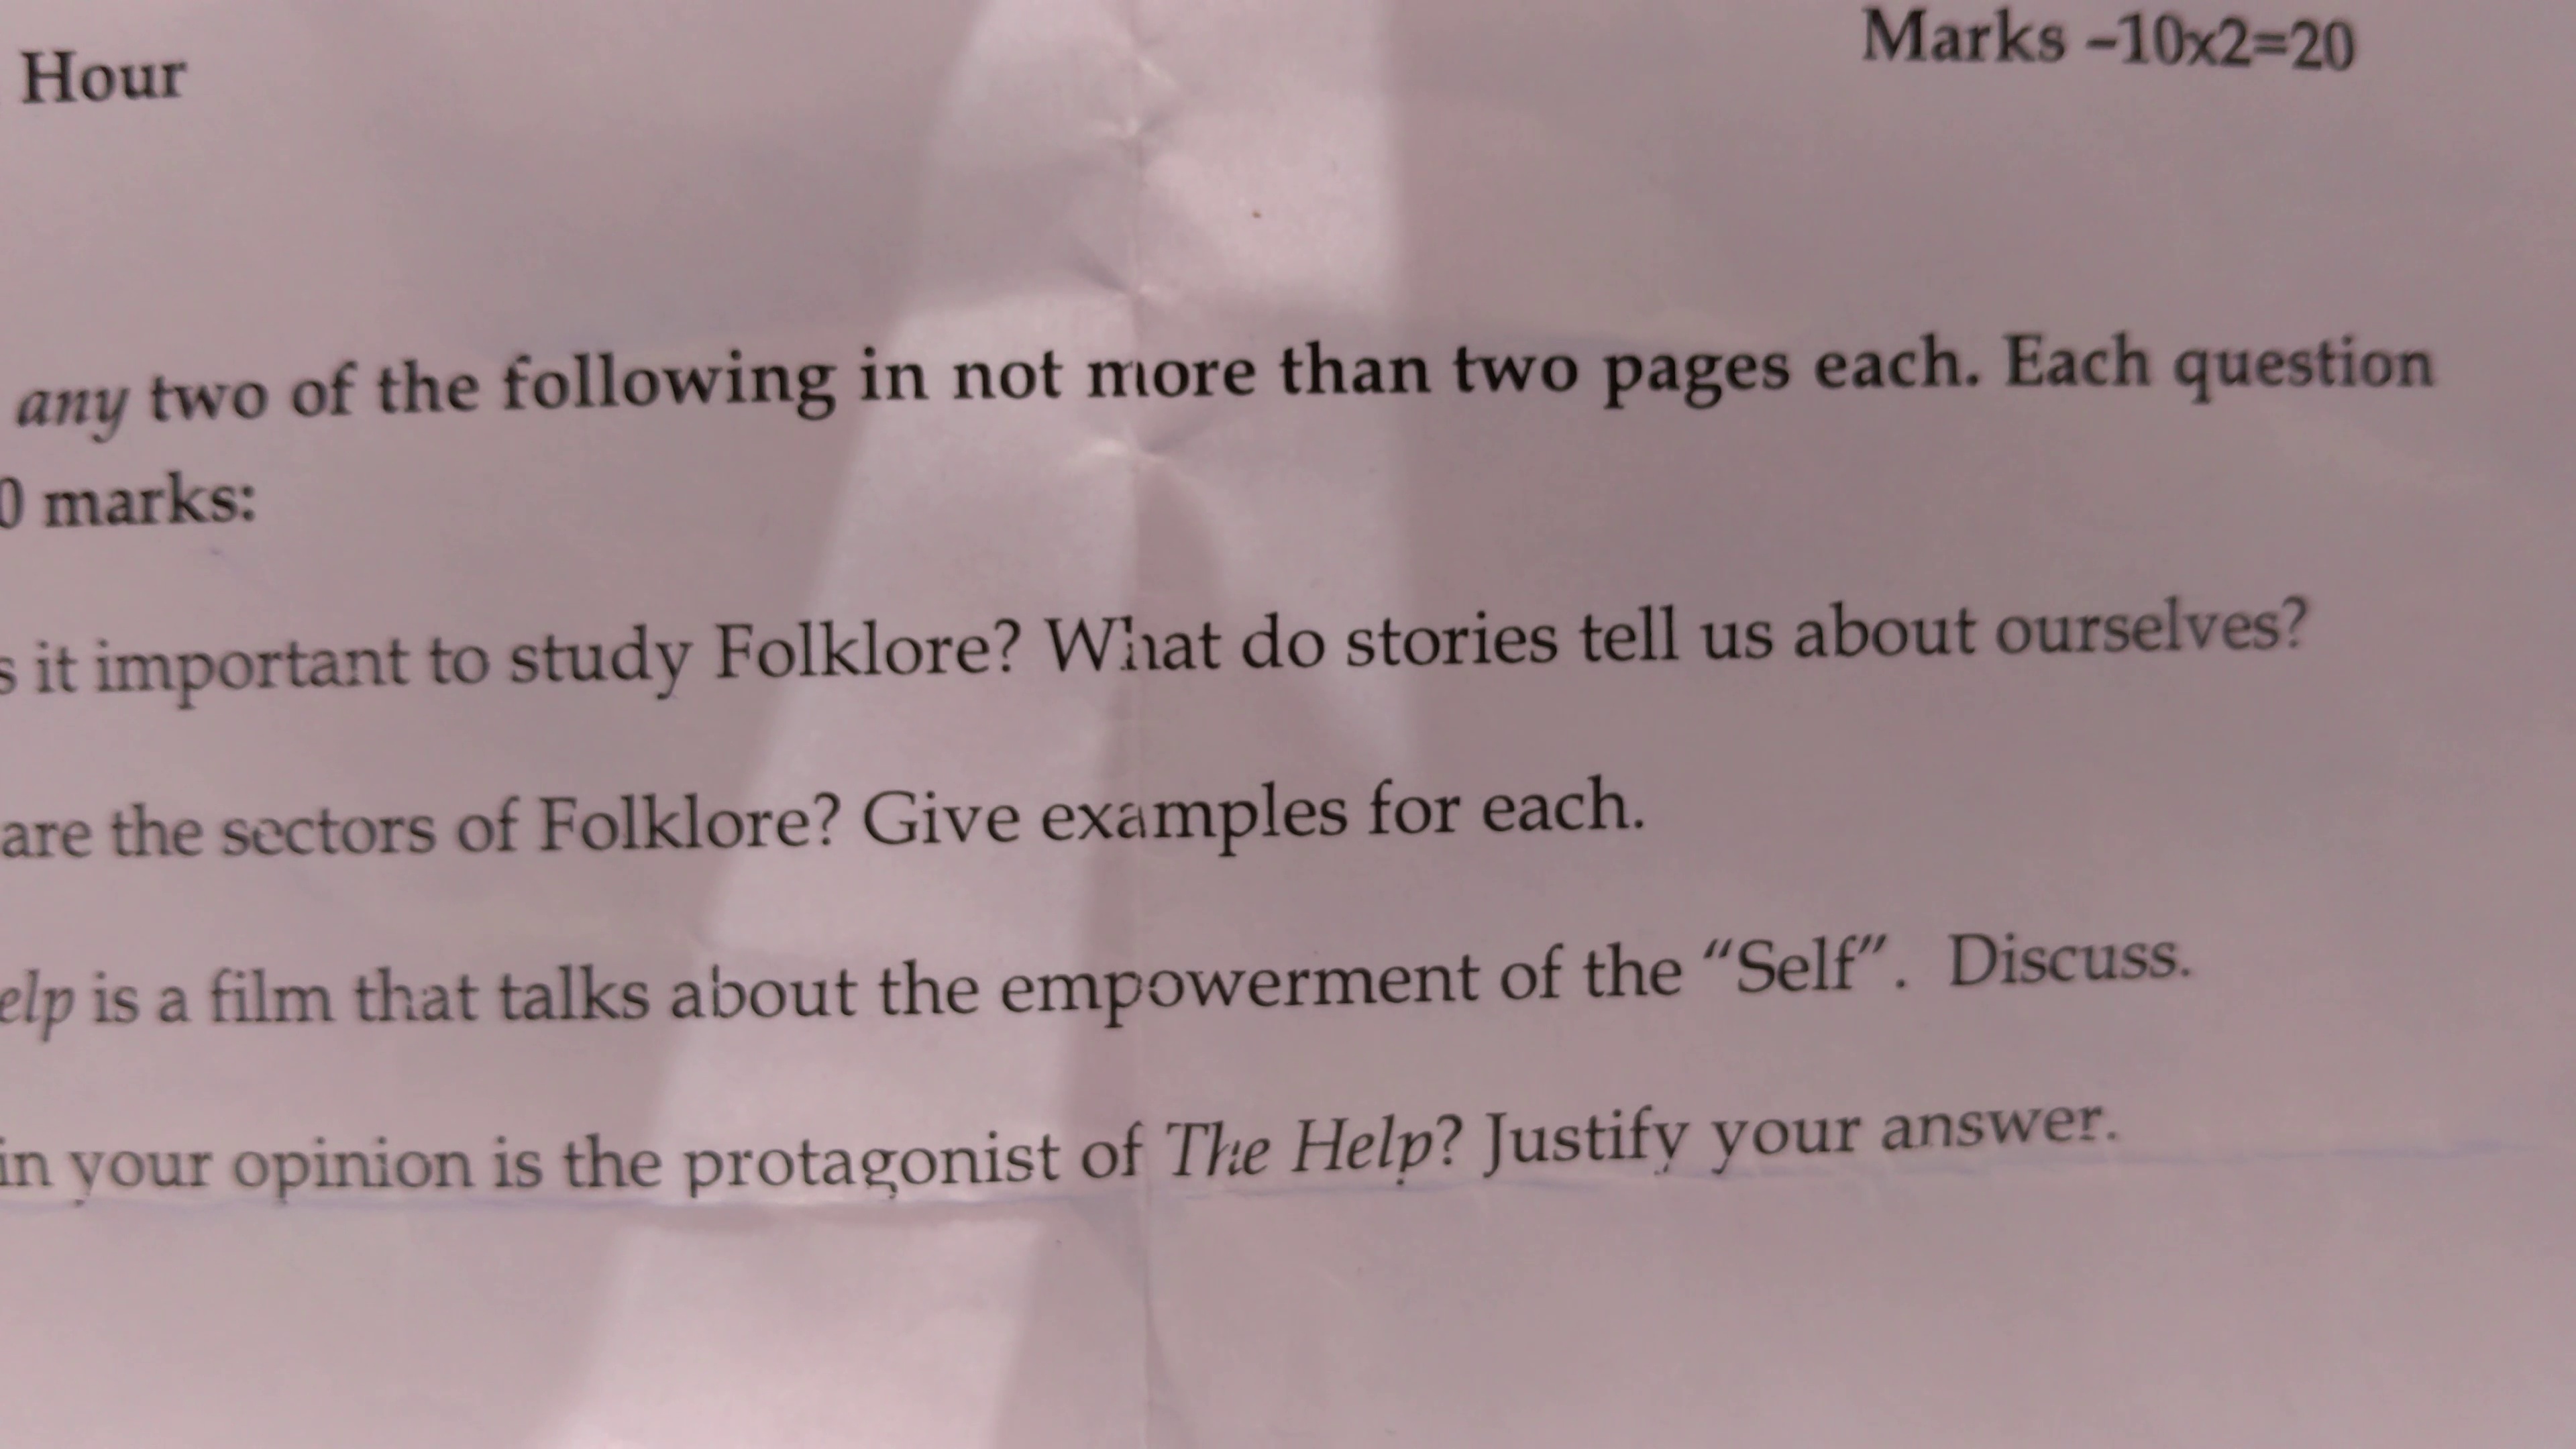 Hour
Marks –10x2=20
any two of the following in not more than two pages each. Each question
0 marks:
s it important to study Folklore? What do stories tell us about ourselves?
are the sectors of Folklore? Give examples for each.
elp is a film that talks about the empowerment of the “Self”. Discuss.
in your opinion is the protagonist of The Help? Justify your answer.